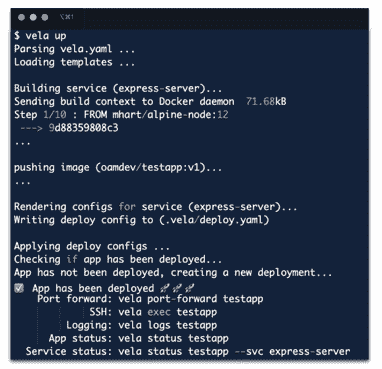 $ vela up
Parsing vela.yaml ...
Loading templates ...
Building service (express-server)...
Sending build context to Docker daemon 71.68kB
Step 1/10 : FROM mhart/alpine-node:12
---> 9d88359808c3
...
pushing image (oamdev/testapp:v1)...
...
Rendering configs for service (express-server)...
Writing deploy config to (.vela/deploy.yaml)
Applying deploy configs ...
Checking if app has been deployed...
App has not been deployed, creating a new deployment...
✅ App has been deployed 🚀🚀🚀
Port forward: vela port-forward testapp
SSH: vela exec testapp
Logging: vela logs testapp
App status: vela status testapp
Service status: vela status testapp --svc express-server